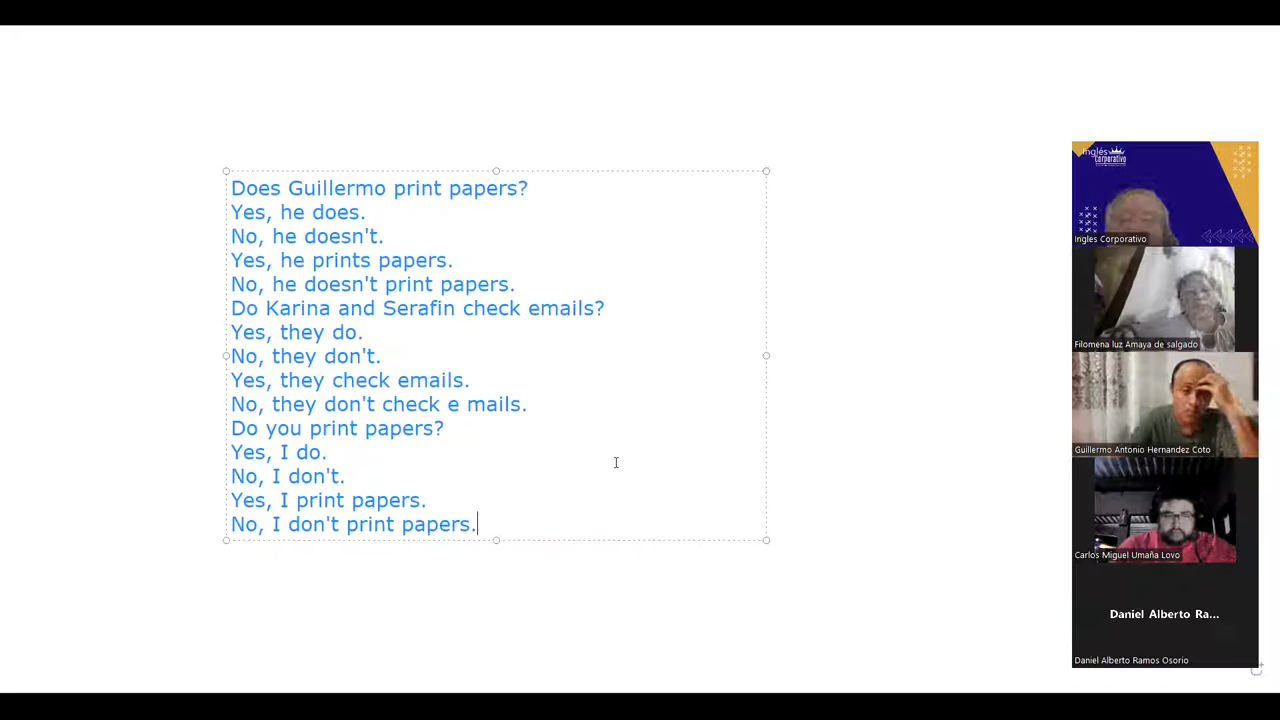 Does Guillermo print papers?
Yes, he does.
No, he doesn't.
Yes, he prints papers.
No, he doesn't print papers.
Do Karina and Serafin check emails?
Yes, they do.
No, they don't.
Yes, they check emails.
No, they don't check e mails.
Do you print papers?
Yes, I do.
No, I don't.
Yes, I print papers.
No, I don't print papers.
Inglés
corporativo
Ingles Corporativo
Filomena luz Amaya de salgado
Guillermo Antonio Hernandez Coto
Carlos Miguel Umaña Lovo
Daniel Alberto Ra...
Daniel Alberto Ramos Osorio